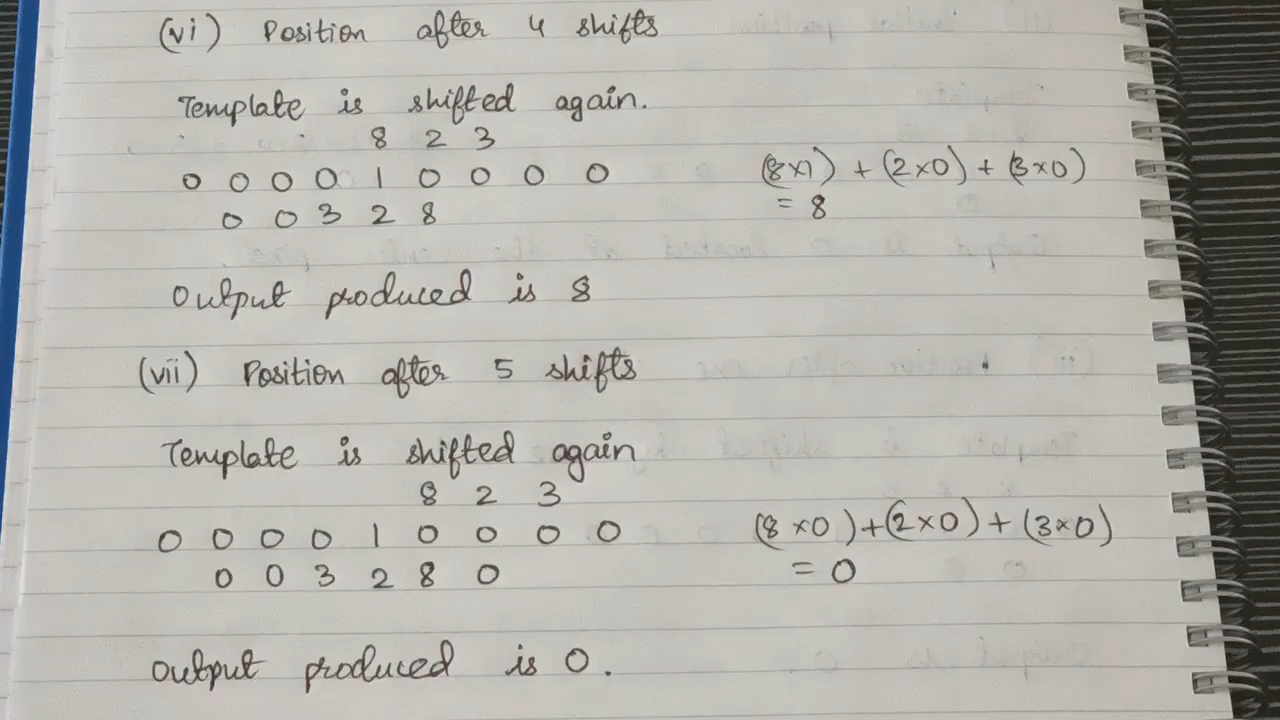 (vi) Position after 4 shifts
Template is shifted again.
8 2 3
0 0 0 0 1 0 0 0 0 (8×1) + (2×0) + (3×0)
0 0 3 2 8 = 8
Output produced is 8
(vii) Position after 5 shifts
Template is shifted again
8 2 3
0 0 0 0 1 0 0 0 0 (8×0)+(2×0)+(3×0)
0 0 3 2 8 0 = 0
Output produced is 0.